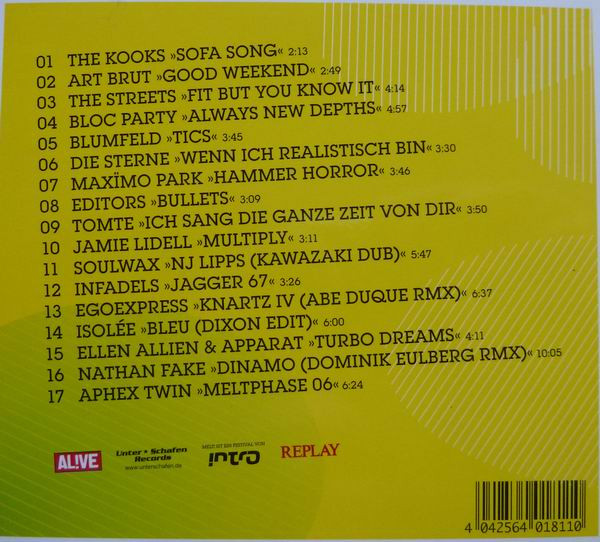 01 THE KOOKS »SOFA SONG« 2:13
02 ART BRUT »GOOD WEEKEND« 2:49
03 THE STREETS »FIT BUT YOU KNOW IT« 4:14
04 BLOC PARTY »ALWAYS NEW DEPTHS« 4:57
05 BLUMFELD »TICS« 3:45
06 DIE STERNE »WENN ICH REALISTISCH BIN« 3:30
07 MAXÏMO PARK »HAMMER HORROR« 3:46
08 EDITORS »BULLETS« 3:09
09 TOMTE »ICH SANG DIE GANZE ZEIT VON DIR« 3:50
10 JAMIE LIDELL »MULTIPLY« 3:11
11 SOULWAX »NJ LIPPS (KAWAZAKI DUB)« 5:47
12 INFADELS »JAGGER 67« 3:26
13 EGOEXPRESS »KNARTZ IV (ABE DUQUE RMX)« 6:37
14 ISOLÉE »BLEU (DIXON EDIT)« 6:00
15 ELLEN ALLIEN & APPARAT »TURBO DREAMS« 4:11
16 NATHAN FAKE »DINAMO (DOMINIK EULBERG RMX)« 10:05
17 APHEX TWIN »MELTPHASE 06« 6:24
AL!VE
Unter★Schafen
Records
www.unterschafen.de
MELT! IST EIN FESTIVAL VON
REPLAY
4 042564 018110